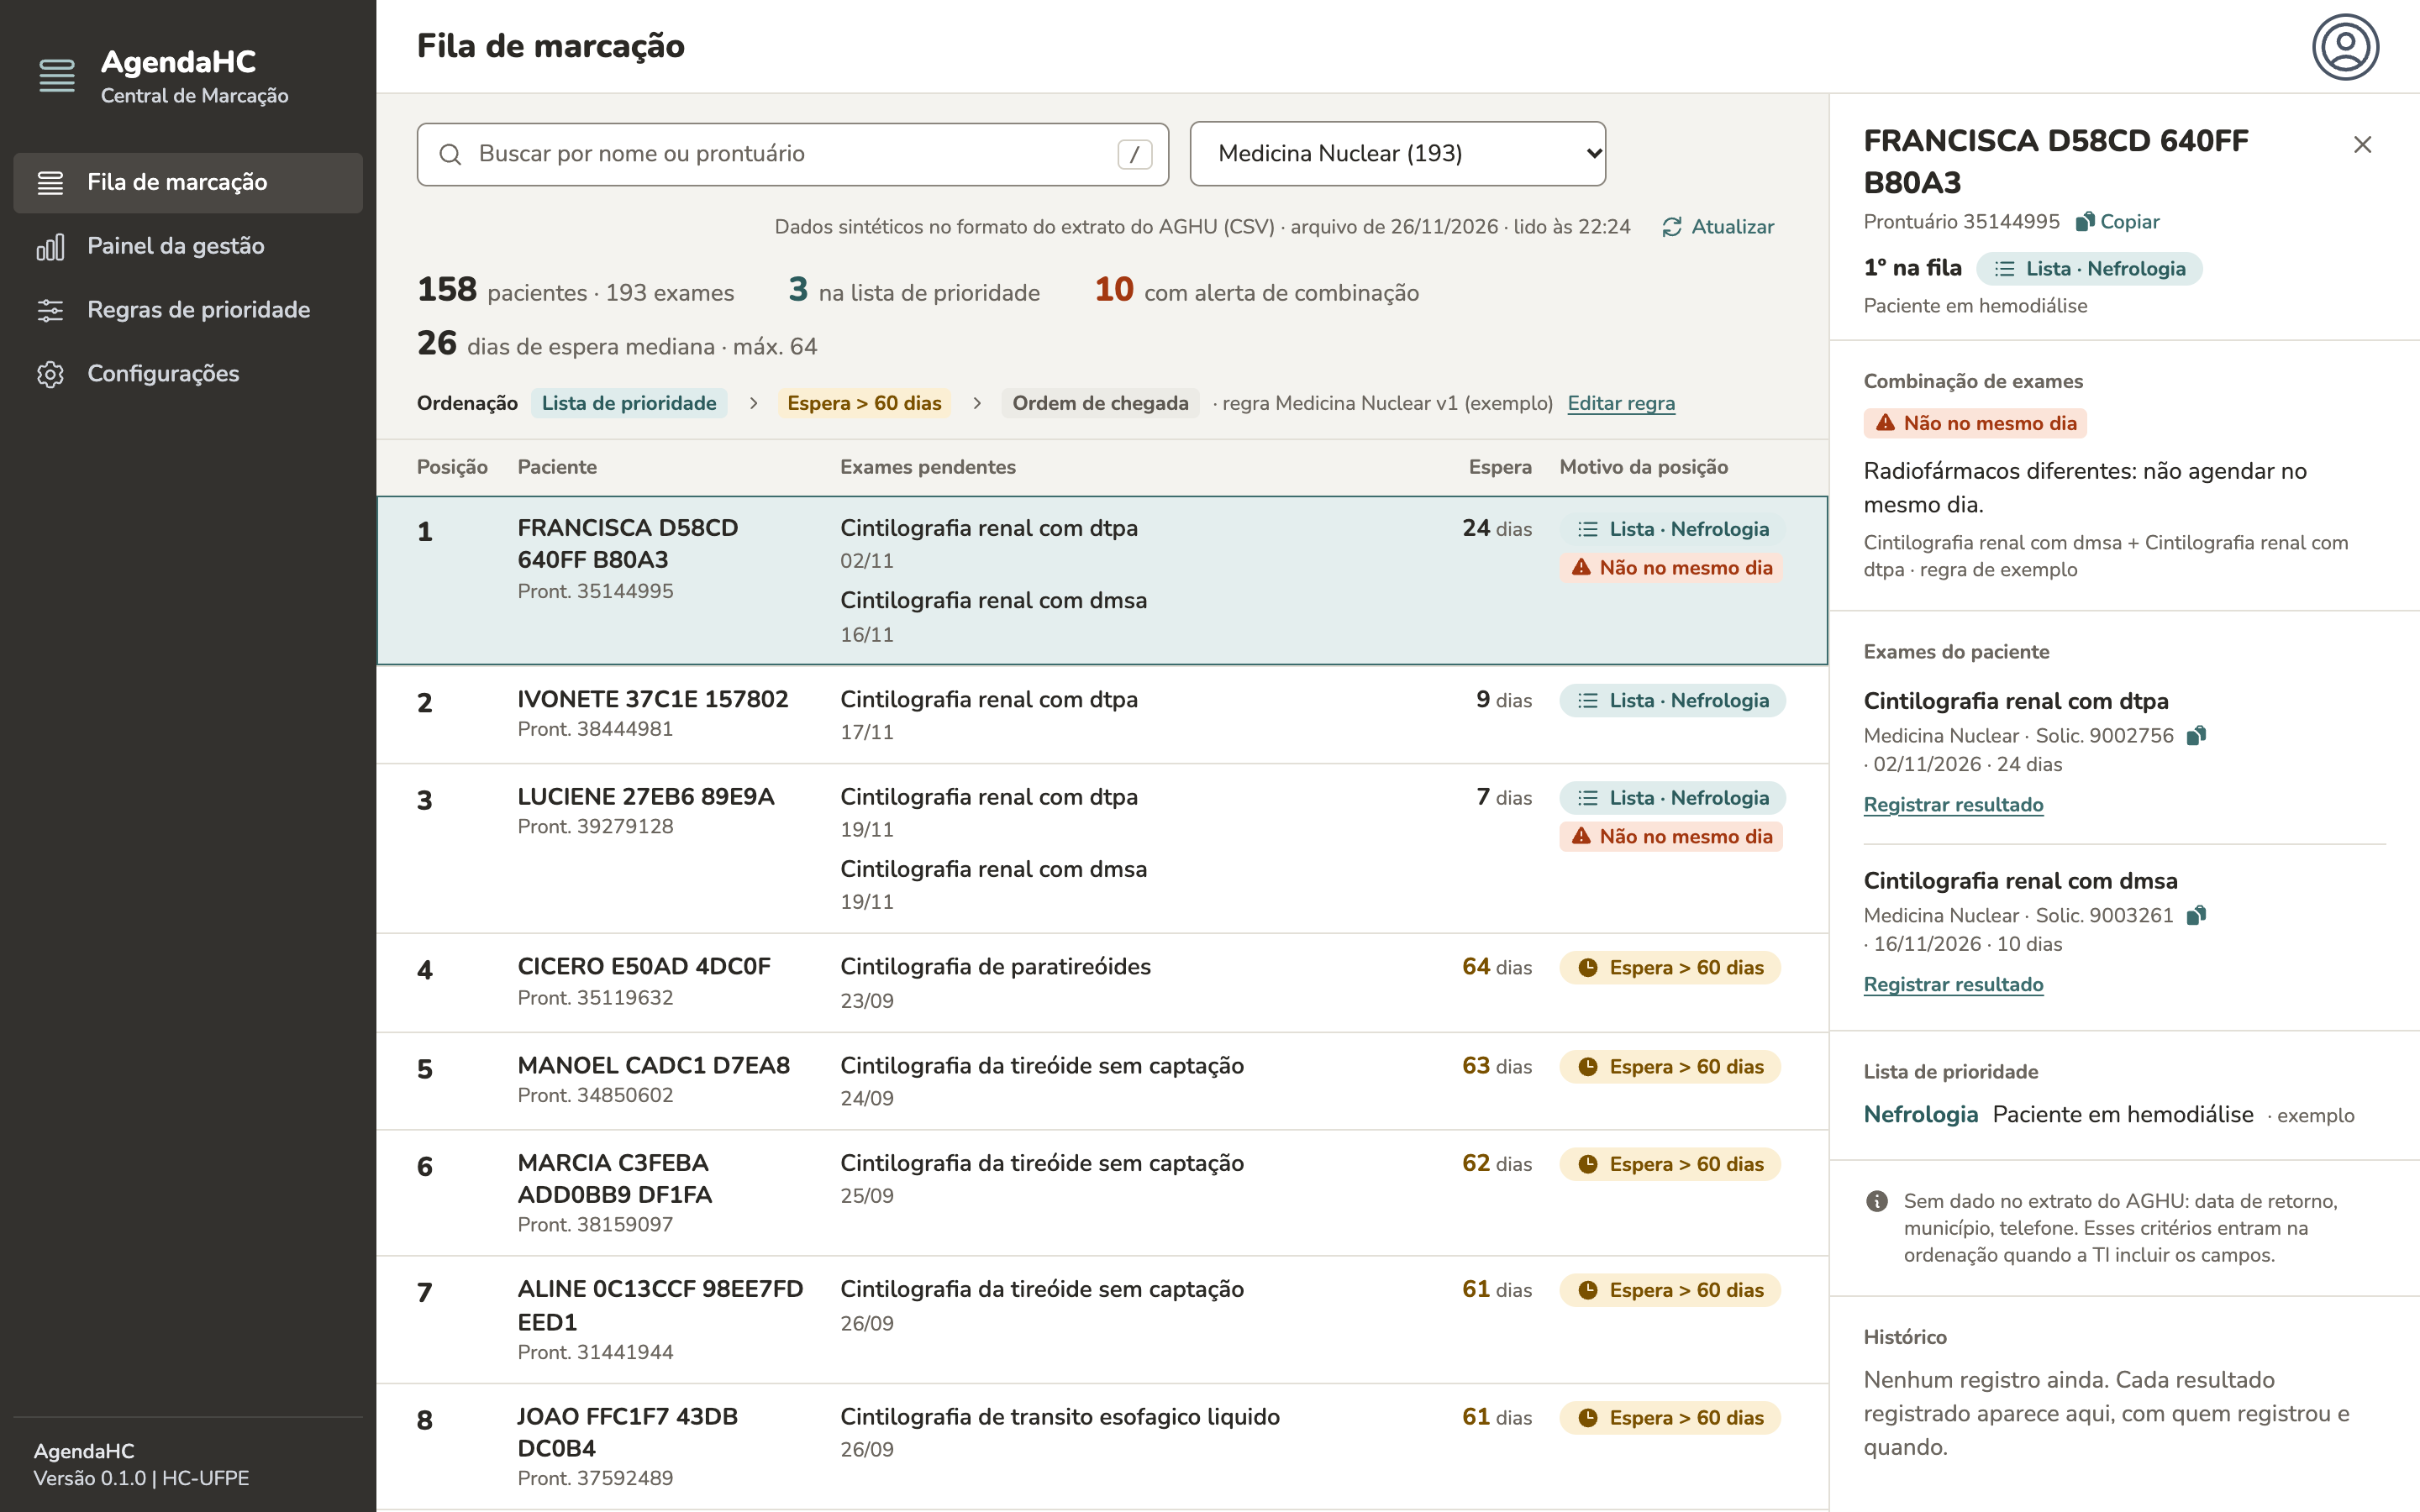 AgendaHC
Central de Marcação
Fila de marcação
Painel da gestão
Regras de prioridade
Configurações
AgendaHC
Versão 0.1.0 | HC-UFPE
Fila de marcação
Buscar por nome ou prontuário /
Medicina Nuclear (193)
Dados sintéticos no formato do extrato do AGHU (CSV) · arquivo de 26/11/2026 · lido às 22:24 Atualizar
158 pacientes · 193 exames 3 na lista de prioridade 10 com alerta de combinação
26 dias de espera mediana · máx. 64
Ordenação Lista de prioridade > Espera > 60 dias > Ordem de chegada · regra Medicina Nuclear v1 (exemplo) Editar regra
Posição Paciente Exames pendentes Espera Motivo da posição
1 FRANCISCA D58CD Cintilografia renal com dtpa 24 dias Lista · Nefrologia
640FF B80A3 02/11 Não no mesmo dia
Pront. 35144995 Cintilografia renal com dmsa
16/11
2 IVONETE 37C1E 157802 Cintilografia renal com dtpa 9 dias Lista · Nefrologia
Pront. 38444981 17/11
3 LUCIENE 27EB6 89E9A Cintilografia renal com dtpa 7 dias Lista · Nefrologia
Pront. 39279128 19/11 Não no mesmo dia
Cintilografia renal com dmsa
19/11
4 CICERO E50AD 4DC0F Cintilografia de paratireóides 64 dias Espera > 60 dias
Pront. 35119632 23/09
5 MANOEL CADC1 D7EA8 Cintilografia da tireóide sem captação 63 dias Espera > 60 dias
Pront. 34850602 24/09
6 MARCIA C3FEBA Cintilografia da tireóide sem captação 62 dias Espera > 60 dias
ADD0BB9 DF1FA 25/09
Pront. 38159097
7 ALINE 0C13CCF 98EE7FD Cintilografia da tireóide sem captação 61 dias Espera > 60 dias
EED1 26/09
Pront. 31441944
8 JOAO FFC1F7 43DB Cintilografia de transito esofagico liquido 61 dias Espera > 60 dias
DC0B4 26/09
Pront. 37592489
FRANCISCA D58CD 640FF
B80A3
Prontuário 35144995 Copiar
1º na fila Lista · Nefrologia
Paciente em hemodiálise
Combinação de exames
Não no mesmo dia
Radiofármacos diferentes: não agendar no
mesmo dia.
Cintilografia renal com dmsa + Cintilografia renal com
dtpa · regra de exemplo
Exames do paciente
Cintilografia renal com dtpa
Medicina Nuclear · Solic. 9002756
· 02/11/2026 · 24 dias
Registrar resultado
Cintilografia renal com dmsa
Medicina Nuclear · Solic. 9003261
· 16/11/2026 · 10 dias
Registrar resultado
Lista de prioridade
Nefrologia Paciente em hemodiálise · exemplo
Sem dado no extrato do AGHU: data de retorno,
município, telefone. Esses critérios entram na
ordenação quando a TI incluir os campos.
Histórico
Nenhum registro ainda. Cada resultado
registrado aparece aqui, com quem registrou e
quando.